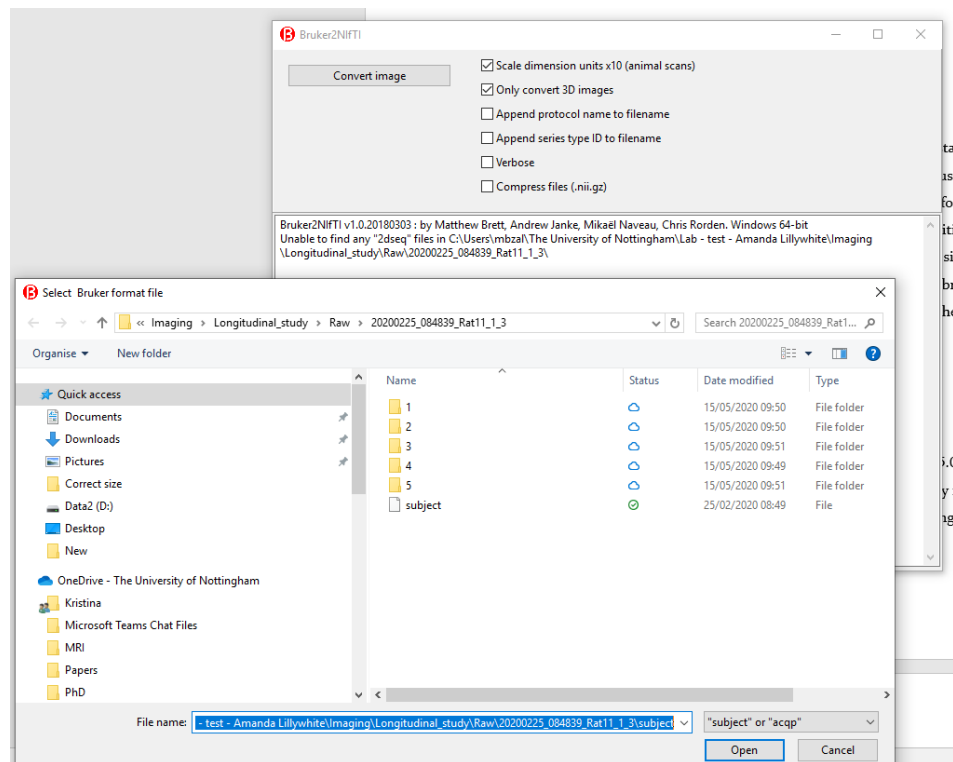 Bruker2NIfTI
Convert image
Scale dimension units x10 (animal scans)
Only convert 3D images
Append protocol name to filename
Append series type ID to filename
Verbose
Compress files (.nii.gz)
Bruker2NIfTI v1.0.20180303 : by Matthew Brett, Andrew Janke, Mikaël Naveau, Chris Rorden. Windows 64-bit
Unable to find any "2dseq" files in C:\Users\mbzal\The University of Nottingham\Lab - test - Amanda Lillywhite\Imaging
\Longitudinal_study\Raw\20200225_084839_Rat11_1_3\
Select Bruker format file
« Imaging › Longitudinal_study › Raw › 20200225_084839_Rat11_1_3
Search 20200225_084839_Rat1...
Organise
New folder
Name Status Date modified Type
Quick access
Documents
Downloads
Pictures
Correct size
Data2 (D:)
Desktop
New
OneDrive - The University of Nottingham
Kristina
Microsoft Teams Chat Files
MRI
Papers
PhD
1 15/05/2020 09:50 File folder
2 15/05/2020 09:50 File folder
3 15/05/2020 09:51 File folder
4 15/05/2020 09:49 File folder
5 15/05/2020 09:51 File folder
subject 25/02/2020 08:49 File
File name: - test - Amanda Lillywhite\Imaging\Longitudinal_study\Raw\20200225_084839_Rat11_1_3\subject
"subject" or "acqp"
Open
Cancel